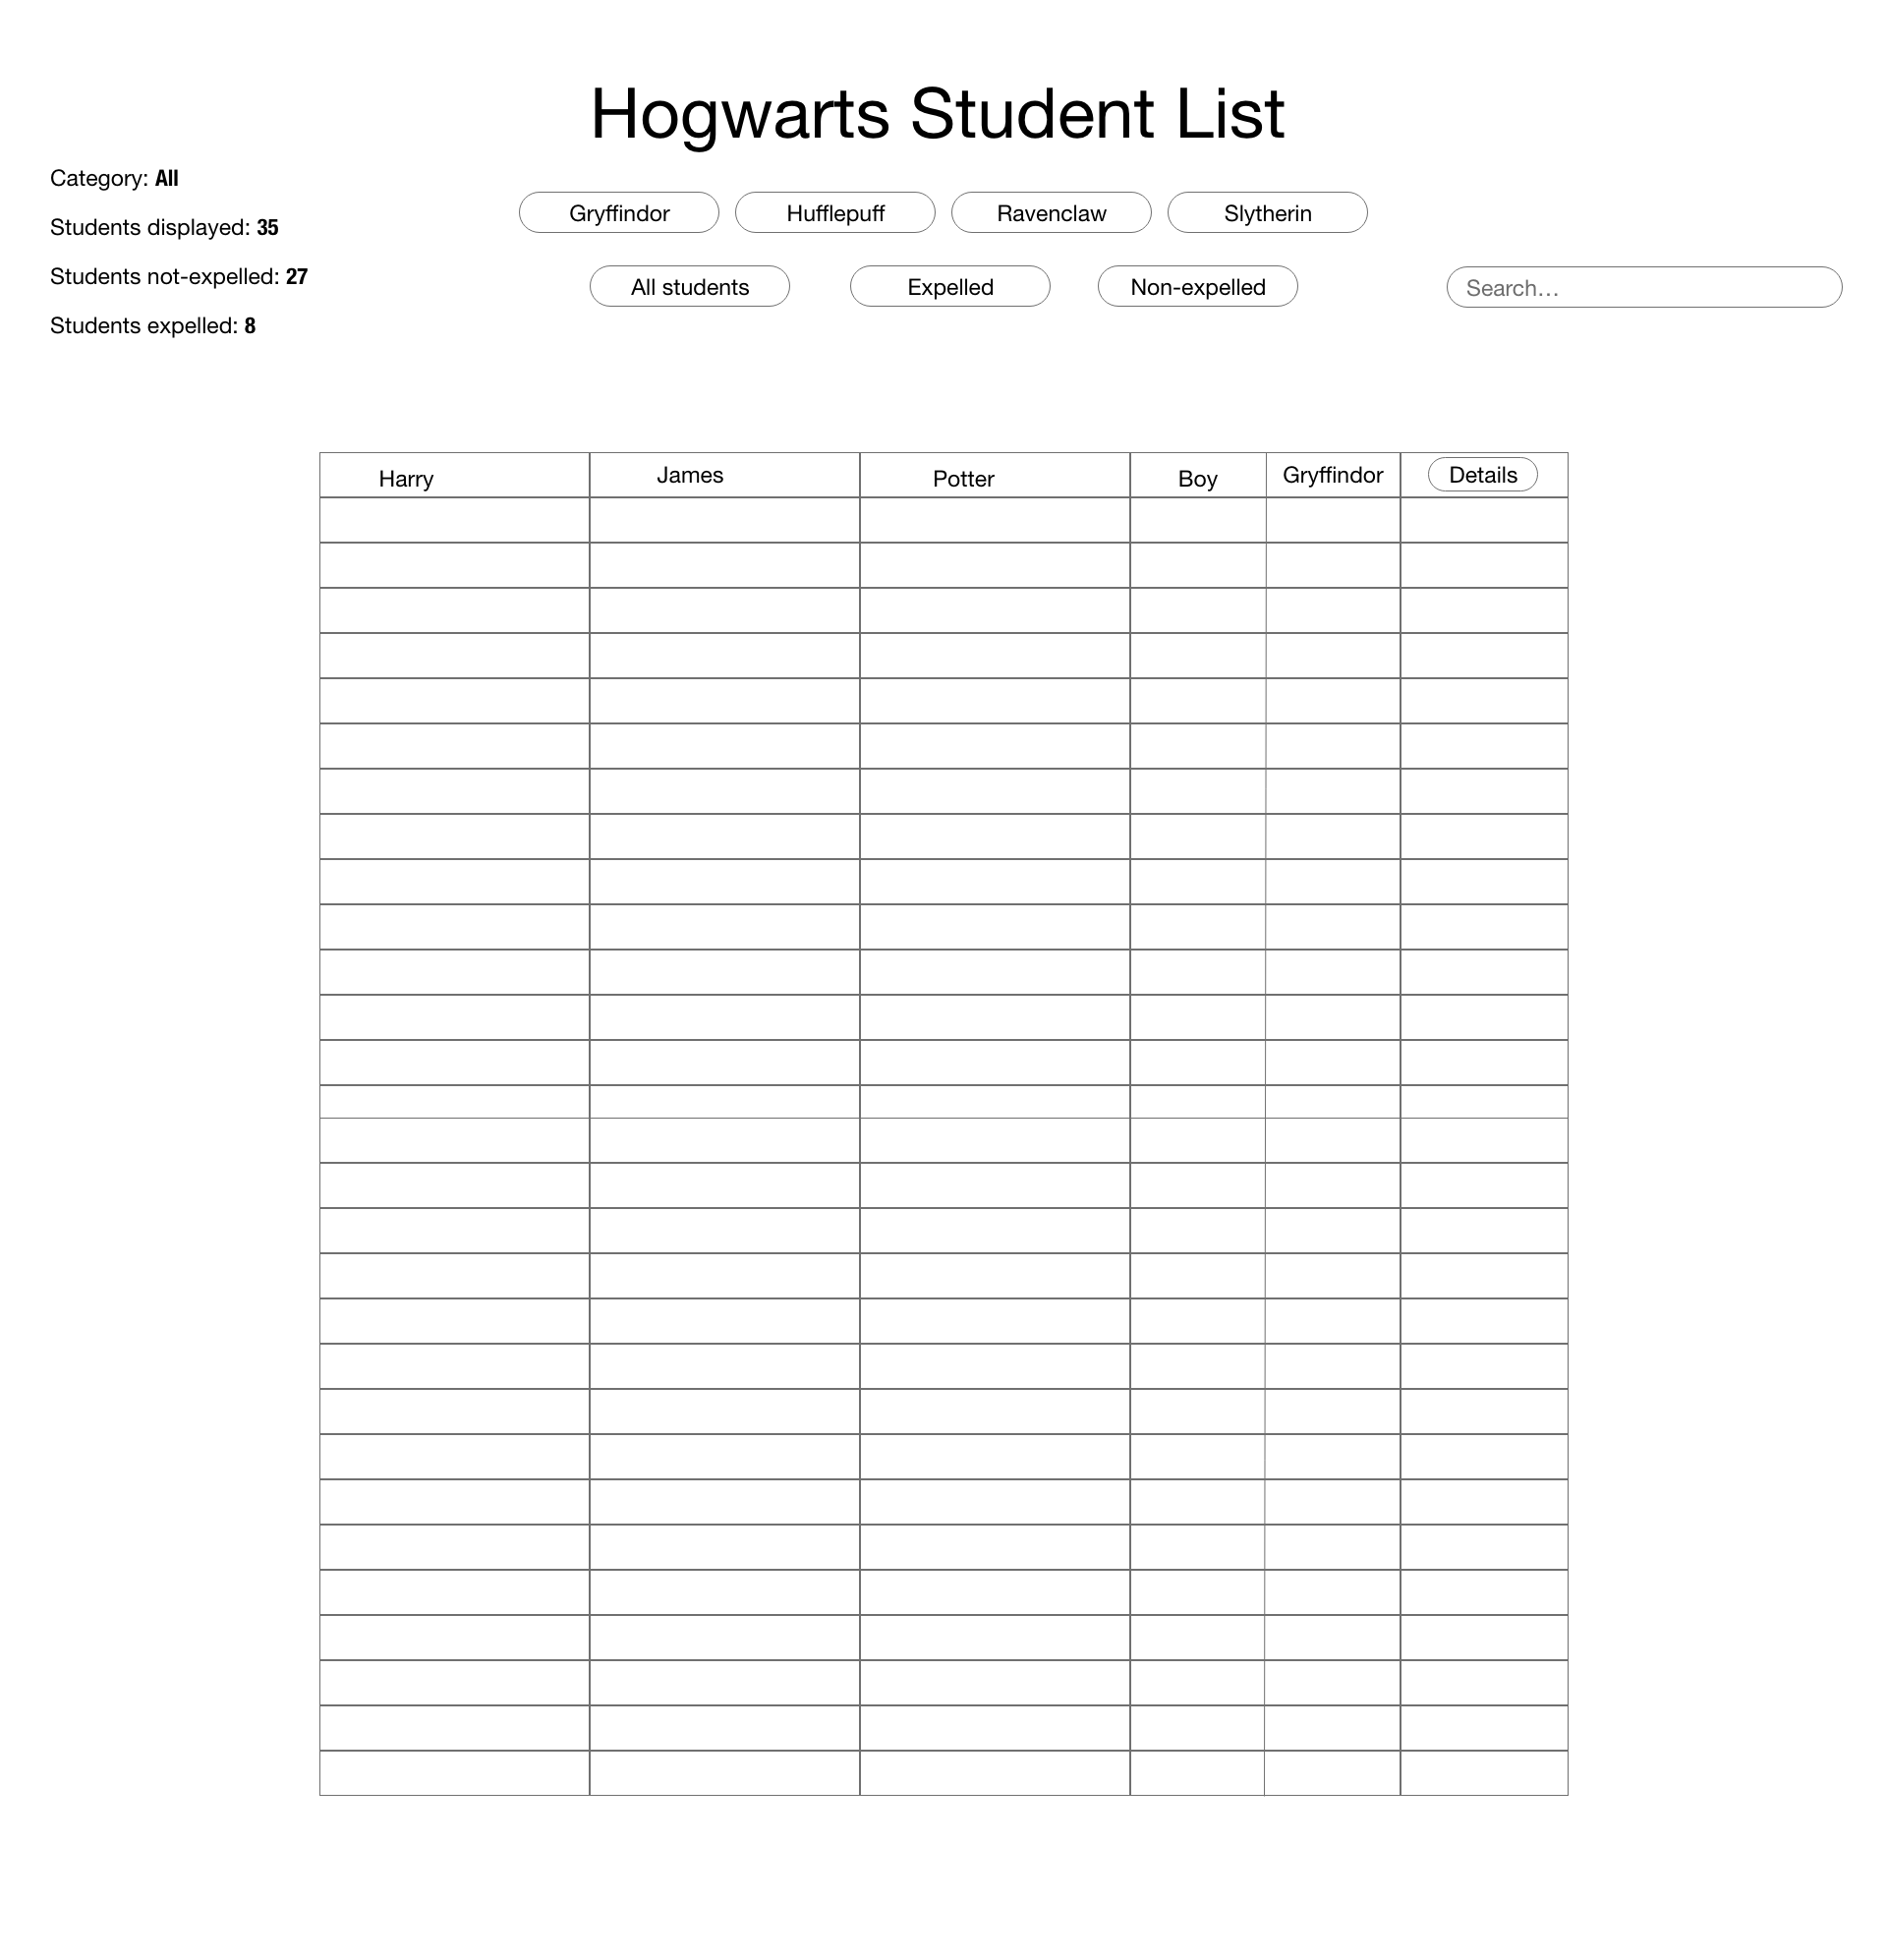 Hogwarts Student List
Category: All
Students displayed: 35
Students not-expelled: 27
Students expelled: 8
Gryffindor Hufflepuff Ravenclaw Slytherin
All students Expelled Non-expelled
Search...
Harry James Potter Boy Gryffindor Details